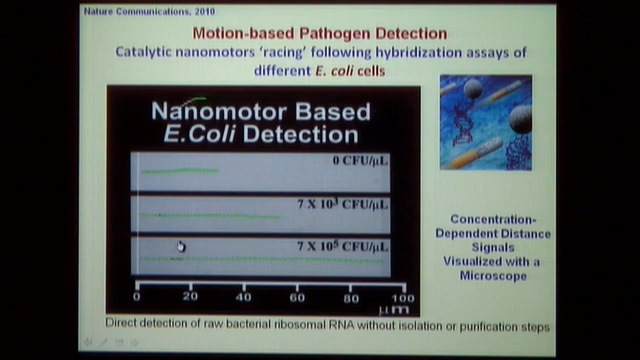 Nature Communications, 2010
Motion-based Pathogen Detection
Catalytic nanomotors 'racing' following hybridization assays of
different E. coli cells
Nanomotor Based
E.Coli Detection
0 CFU/µL
7 X 10³ CFU/µL
7 X 10⁵ CFU/µL
0 20 40 60 80 100
µm
Concentration-
Dependent Distance
Signals
Visualized with a
Microscope
Direct detection of raw bacterial ribosomal RNA without isolation or purification steps